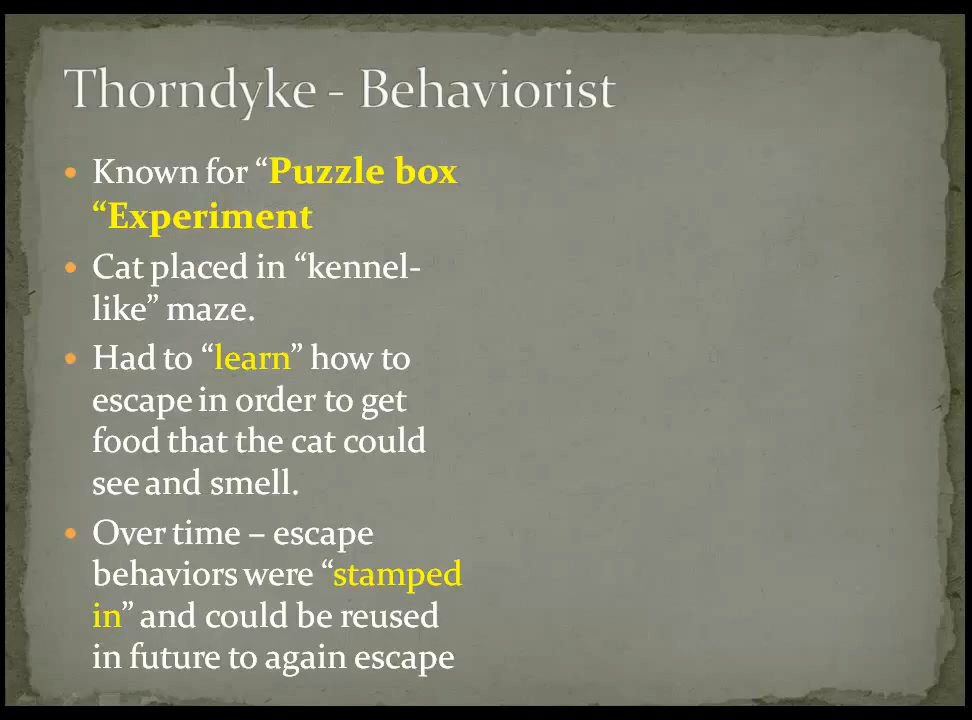 Thorndyke - Behaviorist
• Known for “Puzzle box
“Experiment
• Cat placed in “kennel-
like” maze.
• Had to “learn” how to
escape in order to get
food that the cat could
see and smell.
• Over time – escape
behaviors were “stamped
in” and could be reused
in future to again escape